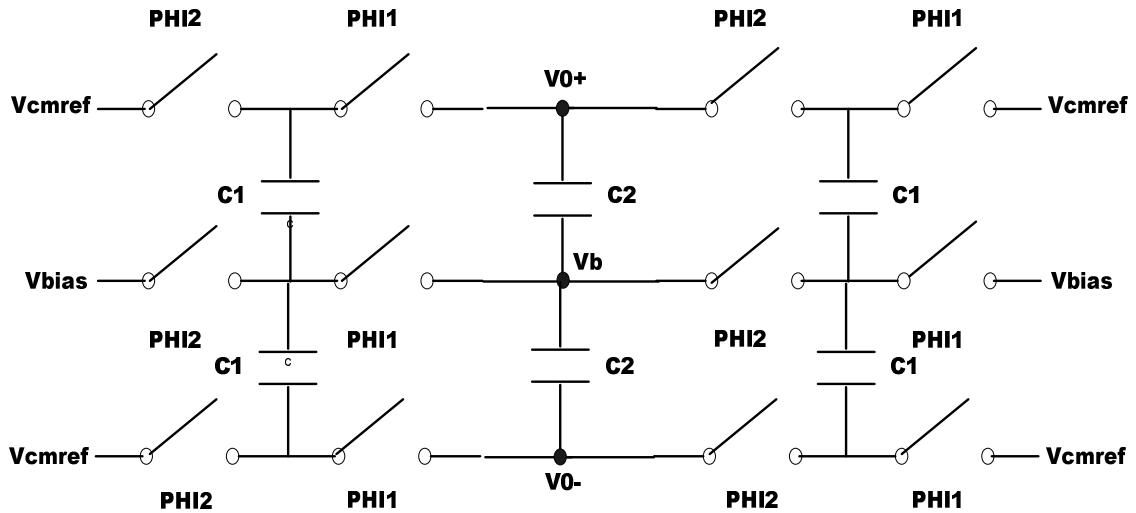 PHI2 PHI1 PHI2 PHI1
V0+
Vcmref Vcmref
C1 C2 C1
c
Vb
Vbias Vbias
PHI2 PHI1 PHI2 PHI1
c
C1 C2 C1
Vcmref Vcmref
V0-
PHI2 PHI1 PHI2 PHI1